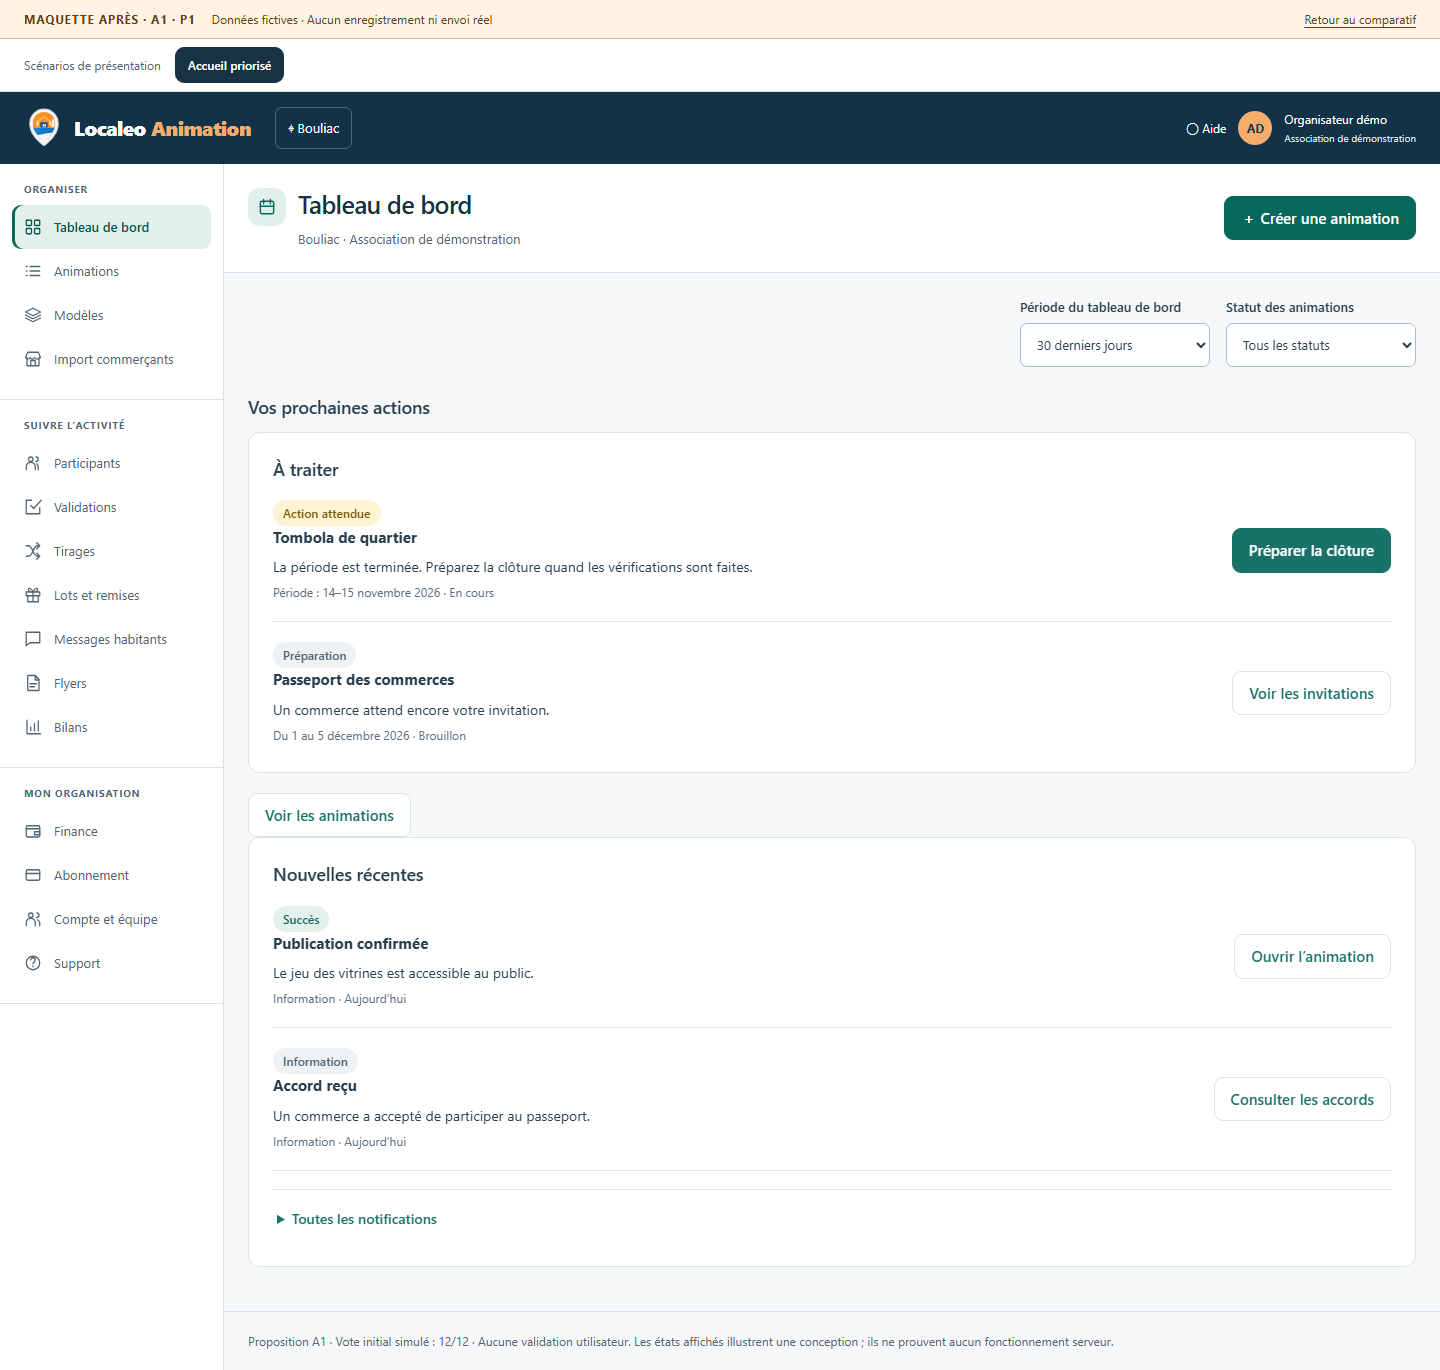 MAQUETTE APRÈS · A1 · P1 Données fictives · Aucun enregistrement ni envoi réel Retour au comparatif
Scénarios de présentation Accueil priorisé
Localeo Animation Bouliac Aide AD Organisateur démo
Association de démonstration
ORGANISER
Tableau de bord
Animations
Modèles
Import commerçants
SUIVRE L'ACTIVITÉ
Participants
Validations
Tirages
Lots et remises
Messages habitants
Flyers
Bilans
MON ORGANISATION
Finance
Abonnement
Compte et équipe
Support
Tableau de bord
Bouliac · Association de démonstration
+ Créer une animation
Période du tableau de bord Statut des animations
30 derniers jours Tous les statuts
Vos prochaines actions
À traiter
Action attendue
Tombola de quartier
La période est terminée. Préparez la clôture quand les vérifications sont faites.
Période : 14–15 novembre 2026 · En cours
Préparer la clôture
Préparation
Passeport des commerces
Un commerce attend encore votre invitation.
Du 1 au 5 décembre 2026 · Brouillon
Voir les invitations
Voir les animations
Nouvelles récentes
Succès
Publication confirmée
Le jeu des vitrines est accessible au public.
Information · Aujourd'hui
Ouvrir l'animation
Information
Accord reçu
Un commerce a accepté de participer au passeport.
Information · Aujourd'hui
Consulter les accords
Toutes les notifications
Proposition A1 · Vote initial simulé : 12/12 · Aucune validation utilisateur. Les états affichés illustrent une conception ; ils ne prouvent aucun fonctionnement serveur.